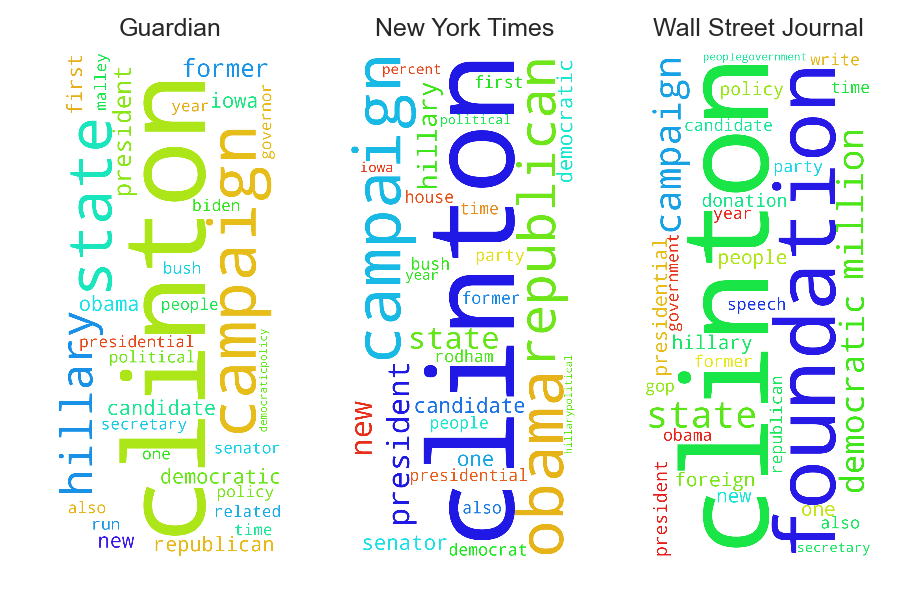 Guardian
New York Times
Wall Street Journal
first
malley
president
former
year
iowa
governor
state
clinton
campaign
biden
bush
obama
people
hillary
presidential
political
democraticpolicy
candidate
secretary
one
senator
democratic
policy
also
related
run
time
new
republican
percent
campaign
first
hillary
political
clinton
republican
democratic
iowa
house
time
party
bush
year
former
state
rodham
hillarypolitical
obama
new
president
candidate
people
one
presidential
also
senator
democrat
peoplegovernment
write
campaign
policy
time
candidate
clinton
foundation
party
million
donation
year
people
presidential
government
speech
hillary
former
gop
republican
democratic
state
obama
foreign
new
president
one
also
secretary